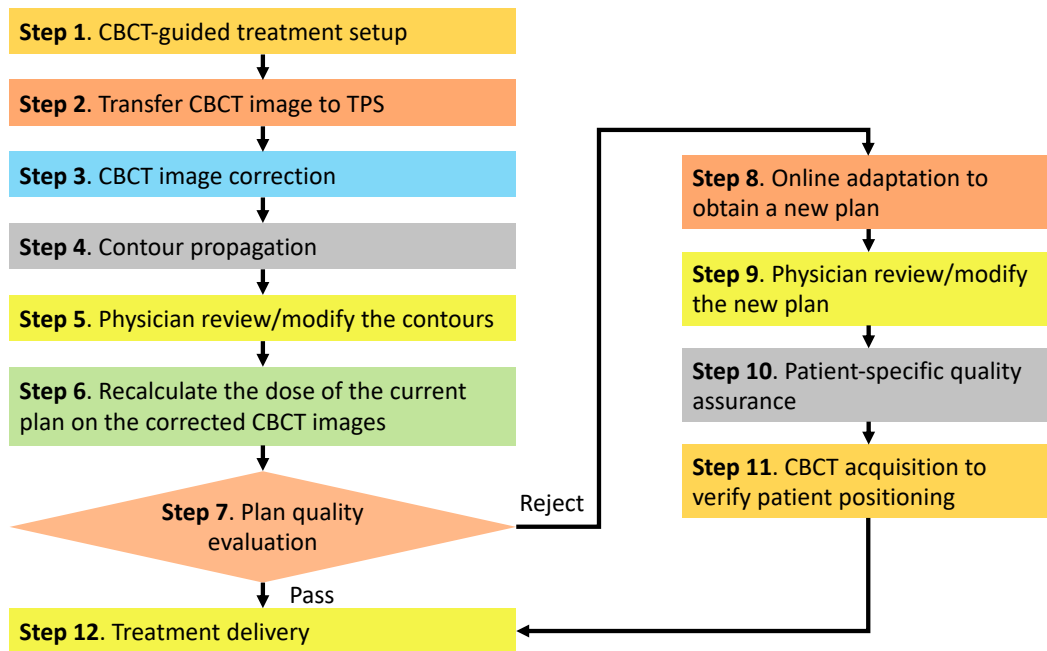 Step 1. CBCT-guided treatment setup
Step 2. Transfer CBCT image to TPS
Step 3. CBCT image correction
Step 4. Contour propagation
Step 5. Physician review/modify the contours
Step 6. Recalculate the dose of the current
plan on the corrected CBCT images
Step 7. Plan quality
evaluation
Reject
Pass
Step 8. Online adaptation to
obtain a new plan
Step 9. Physician review/modify
the new plan
Step 10. Patient-specific quality
assurance
Step 11. CBCT acquisition to
verify patient positioning
Step 12. Treatment delivery